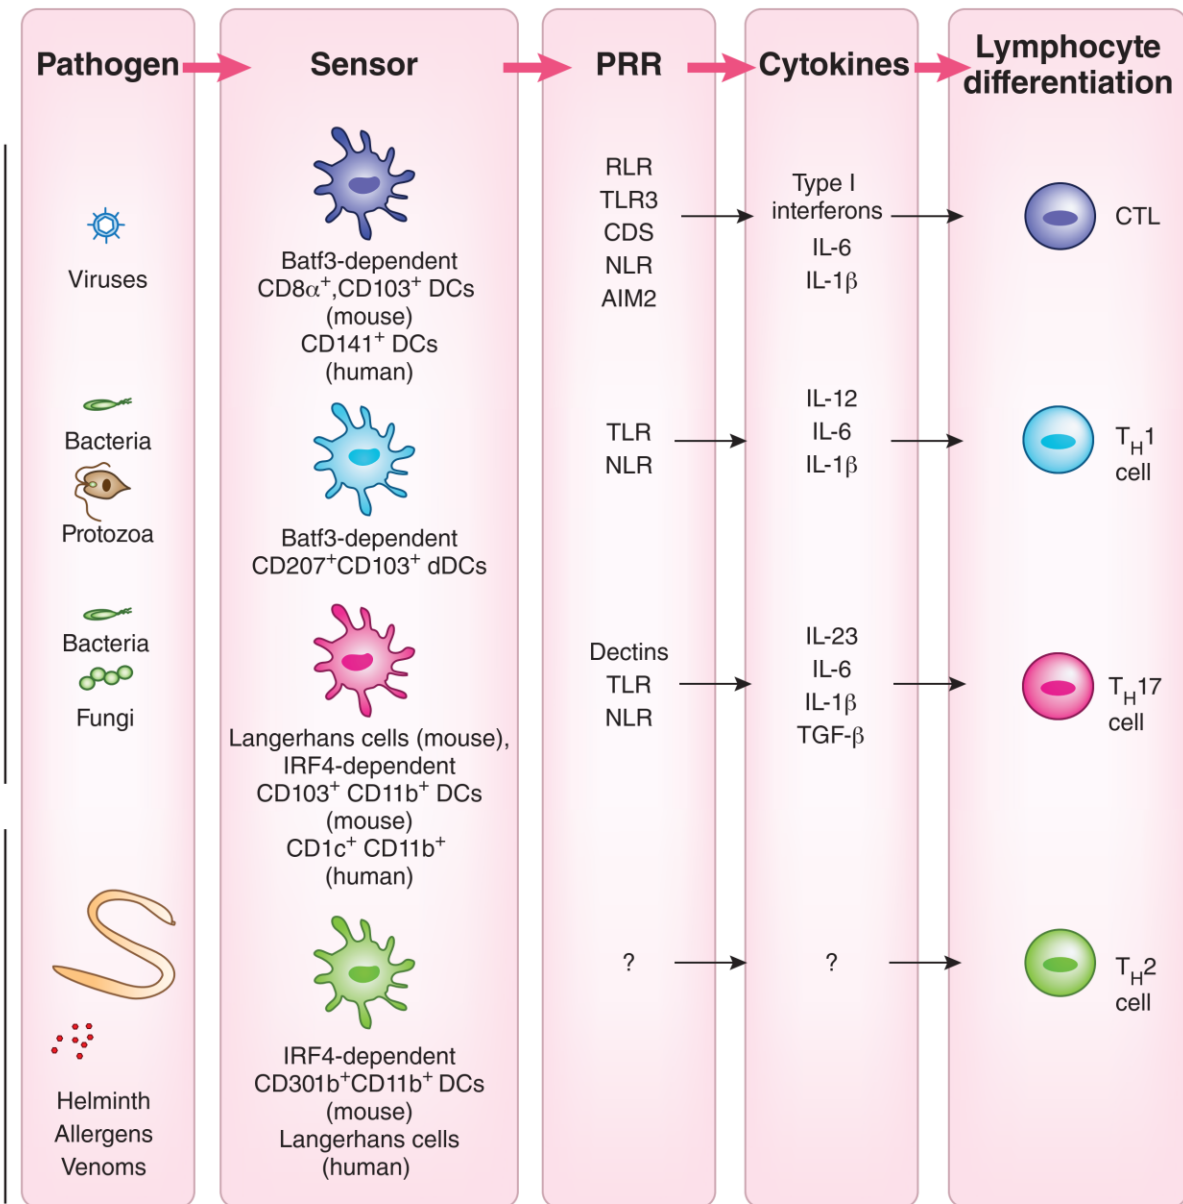 Pathogen
Sensor
PRR
Cytokines
Lymphocyte
differentiation
Viruses
Batf3-dependent
CD8α⁺,CD103⁺ DCs
(mouse)
CD141⁺ DCs
(human)
RLR
TLR3
CDS
NLR
AIM2
Type I
interferons
IL-6
IL-1β
CTL
Bacteria
Protozoa
Batf3-dependent
CD207⁺CD103⁺ dDCs
TLR
NLR
IL-12
IL-6
IL-1β
T_H1
cell
Bacteria
Fungi
Langerhans cells (mouse),
IRF4-dependent
CD103⁺ CD11b⁺ DCs
(mouse)
CD1c⁺ CD11b⁺
(human)
Dectins
TLR
NLR
IL-23
IL-6
IL-1β
TGF-β
T_H17
cell
Helminth
Allergens
Venoms
IRF4-dependent
CD301b⁺CD11b⁺ DCs
(mouse)
Langerhans cells
(human)
?
?
T_H2
cell